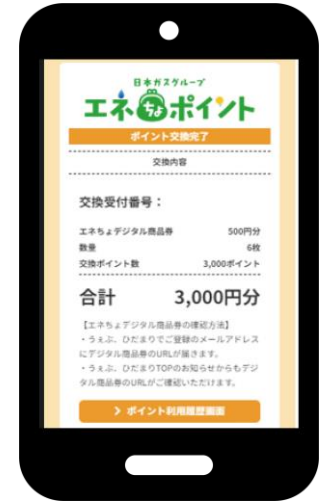 日本ガスグループ
エネちょポイント
ポイント交換完了
交換内容
交換受付番号：
エネちょデジタル商品券 500円分
数量 6枚
交換ポイント数 3,000ポイント
合計 3,000円分
【エネちょデジタル商品券の確認方法】
・うぇぶ、ひだまりでご登録のメールアドレス
にデジタル商品券のURLが届きます。
・うぇぶ、ひだまりTOPのお知らせからもデジ
タル商品券のURLがご確認いただけます。
> ポイント利用履歴画面